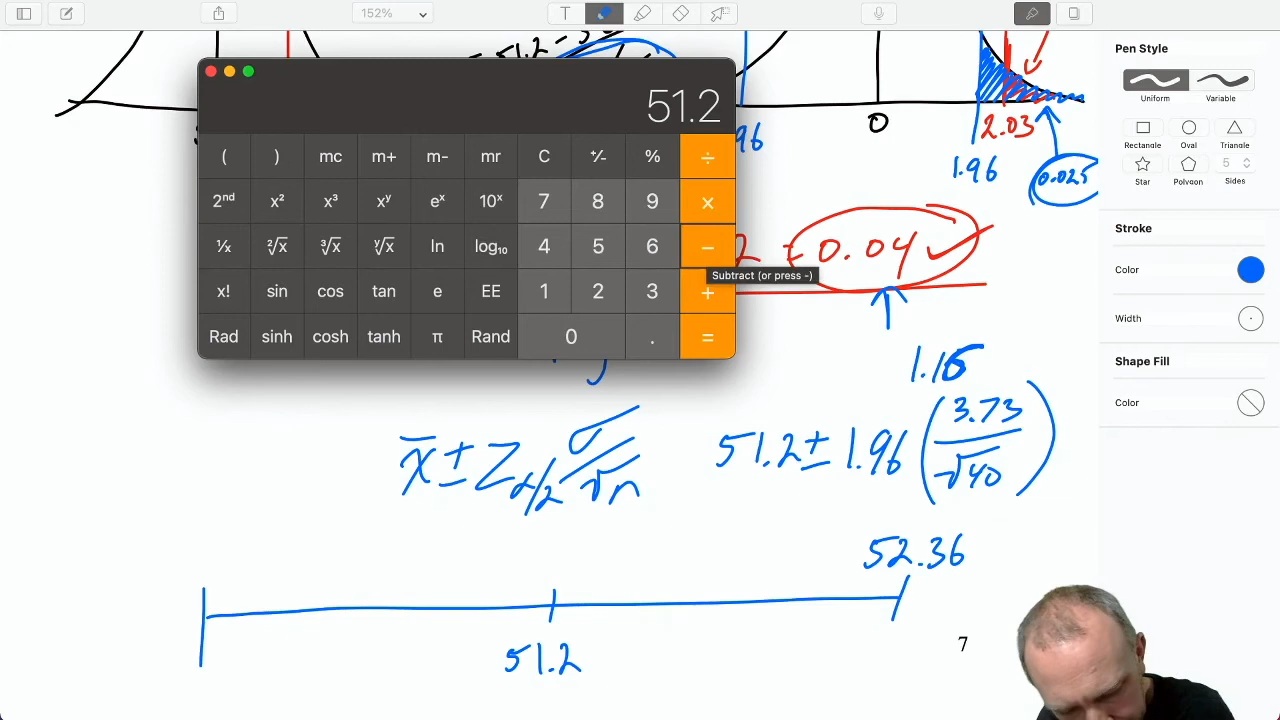 152%
T
Pen Style
Uniform
Variable
Rectangle
Oval
Triangle
Star
Polygon
5
Sides
Stroke
Color
Width
Shape Fill
Color
51.2
( ) mc m+ m- mr C +/- % ÷
2nd x² x³ xʸ eˣ 10ˣ 7 8 9 ×
1/x ²√x ³√x ʸ√x ln log₁₀ 4 5 6 −
x! sin cos tan e EE 1 2 3 +
Rad sinh cosh tanh π Rand 0 . =
Subtract (or press -)
= 51.2 - 5
96
0
2.03
1.96
0.025
2 = 0.04 ✓
1.16
x̄ ± Z α/2 σ/√n
51.2 ± 1.96 (3.73/√40)
52.36
51.2
7